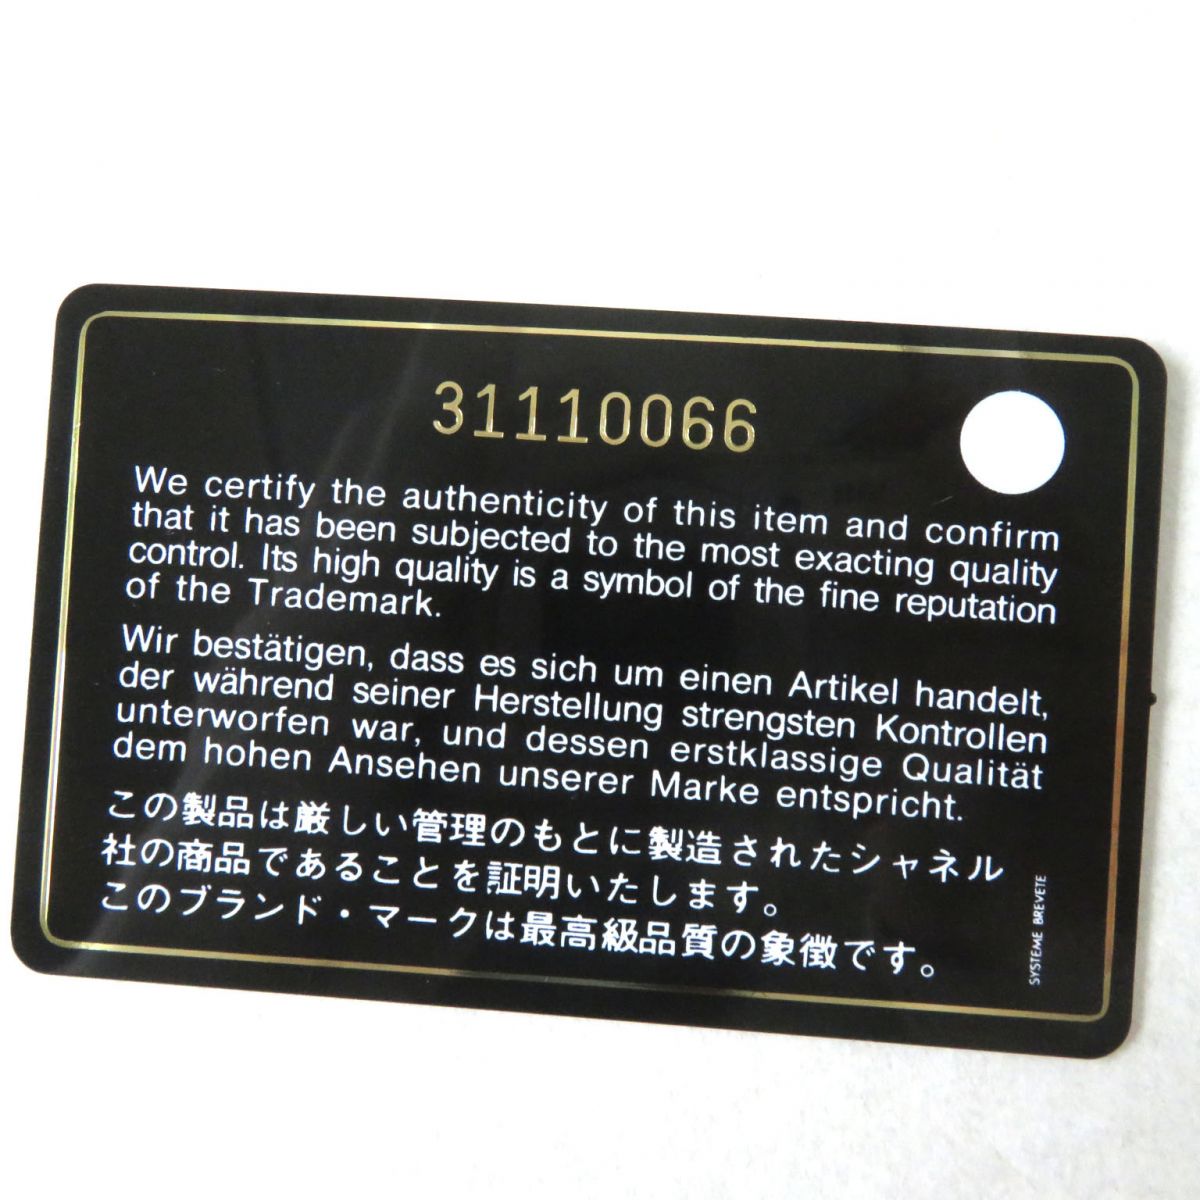 31110066
We certify the authenticity of this item and confirm
that it has been subjected to the most exacting quality
control. Its high quality is a symbol of the fine reputation
of the Trademark.
Wir bestätigen, dass es sich um einen Artikel handelt,
der während seiner Herstellung strengsten Kontrollen
unterworfen war, und dessen erstklassige Qualität
dem hohen Ansehen unserer Marke entspricht.
この製品は厳しい管理のもとに製造されたシャネル
社の商品であることを証明いたします。
このブランド・マークは最高級品質の象徴です。
SYSTEME BREVETE